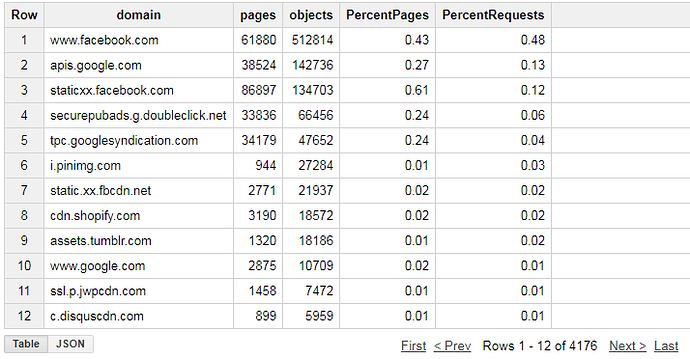 Row domain pages objects PercentPages PercentRequests
1 www.facebook.com 61880 512814 0.43 0.48
2 apis.google.com 38524 142736 0.27 0.13
3 staticxx.facebook.com 86897 134703 0.61 0.12
4 securepubads.g.doubleclick.net 33836 66456 0.24 0.06
5 tpc.googlesyndication.com 34179 47652 0.24 0.04
6 i.pinimg.com 944 27284 0.01 0.03
7 static.xx.fbcdn.net 2771 21937 0.02 0.02
8 cdn.shopify.com 3190 18572 0.02 0.02
9 assets.tumblr.com 1320 18186 0.01 0.02
10 www.google.com 2875 10709 0.02 0.01
11 ssl.p.jwpcdn.com 1458 7472 0.01 0.01
12 c.disquscdn.com 899 5959 0.01 0.01
Table JSON First < Prev Rows 1 - 12 of 4176 Next > Last